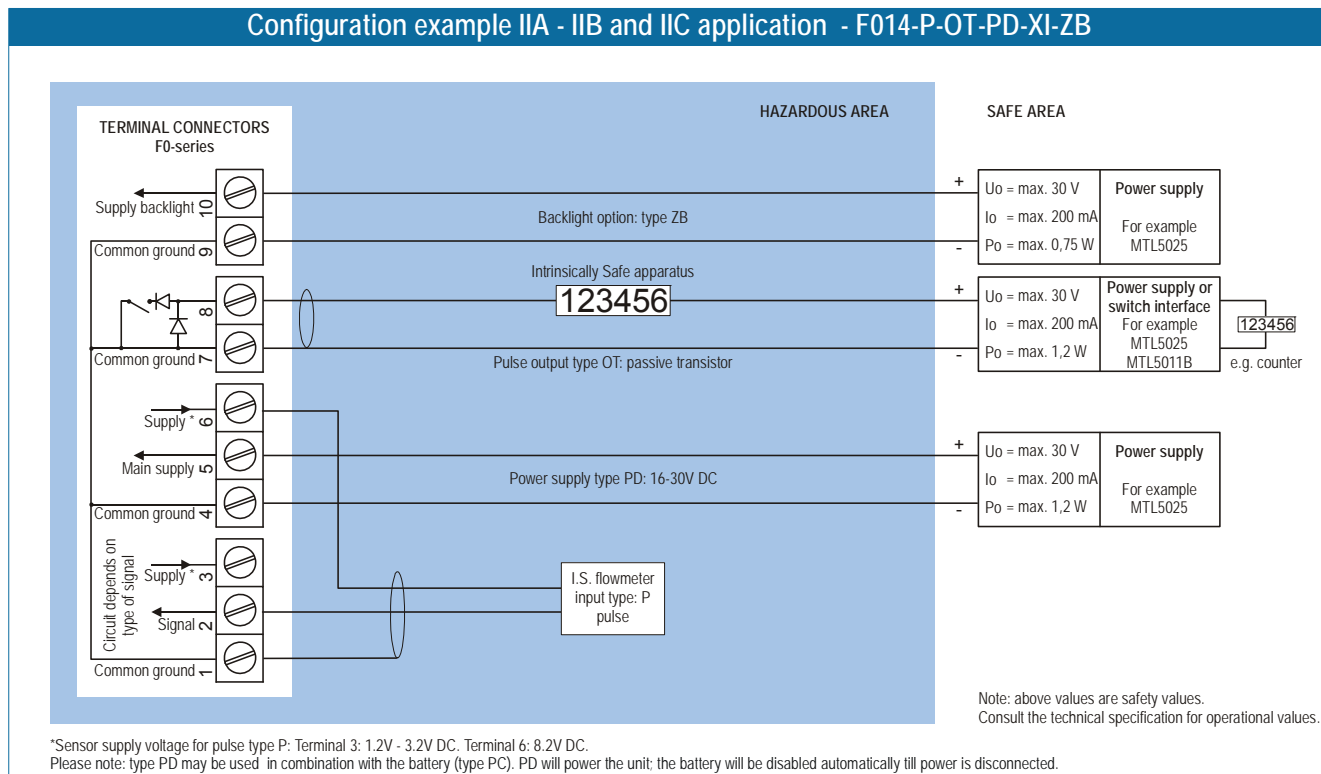 Configuration example IIA - IIB and IIC application - F014-P-OT-PD-XI-ZB
HAZARDOUS AREA
SAFE AREA
TERMINAL CONNECTORS
F0-series
Supply backlight
10
Common ground
9
8
Common ground
7
Supply *
6
Main supply
5
Common ground
4
Supply *
3
Signal
2
Common ground
1
Circuit depends on
type of signal
Backlight option: type ZB
Intrinsically Safe apparatus
123456
Pulse output type OT: passive transistor
Power supply type PD: 16-30V DC
I.S. flowmeter
input type: P
pulse
+
-
Uo = max. 30 V
Io = max. 200 mA
Po = max. 0,75 W
Power supply
For example
MTL5025
+
-
Uo = max. 30 V
Io = max. 200 mA
Po = max. 1,2 W
Power supply or
switch interface
For example
MTL5025
MTL5011B
123456
e.g. counter
+
-
Uo = max. 30 V
Io = max. 200 mA
Po = max. 1,2 W
Power supply
For example
MTL5025
Note: above values are safety values.
Consult the technical specification for operational values.
*Sensor supply voltage for pulse type P: Terminal 3: 1.2V - 3.2V DC. Terminal 6: 8.2V DC.
Please note: type PD may be used in combination with the battery (type PC). PD will power the unit; the battery will be disabled automatically till power is disconnected.